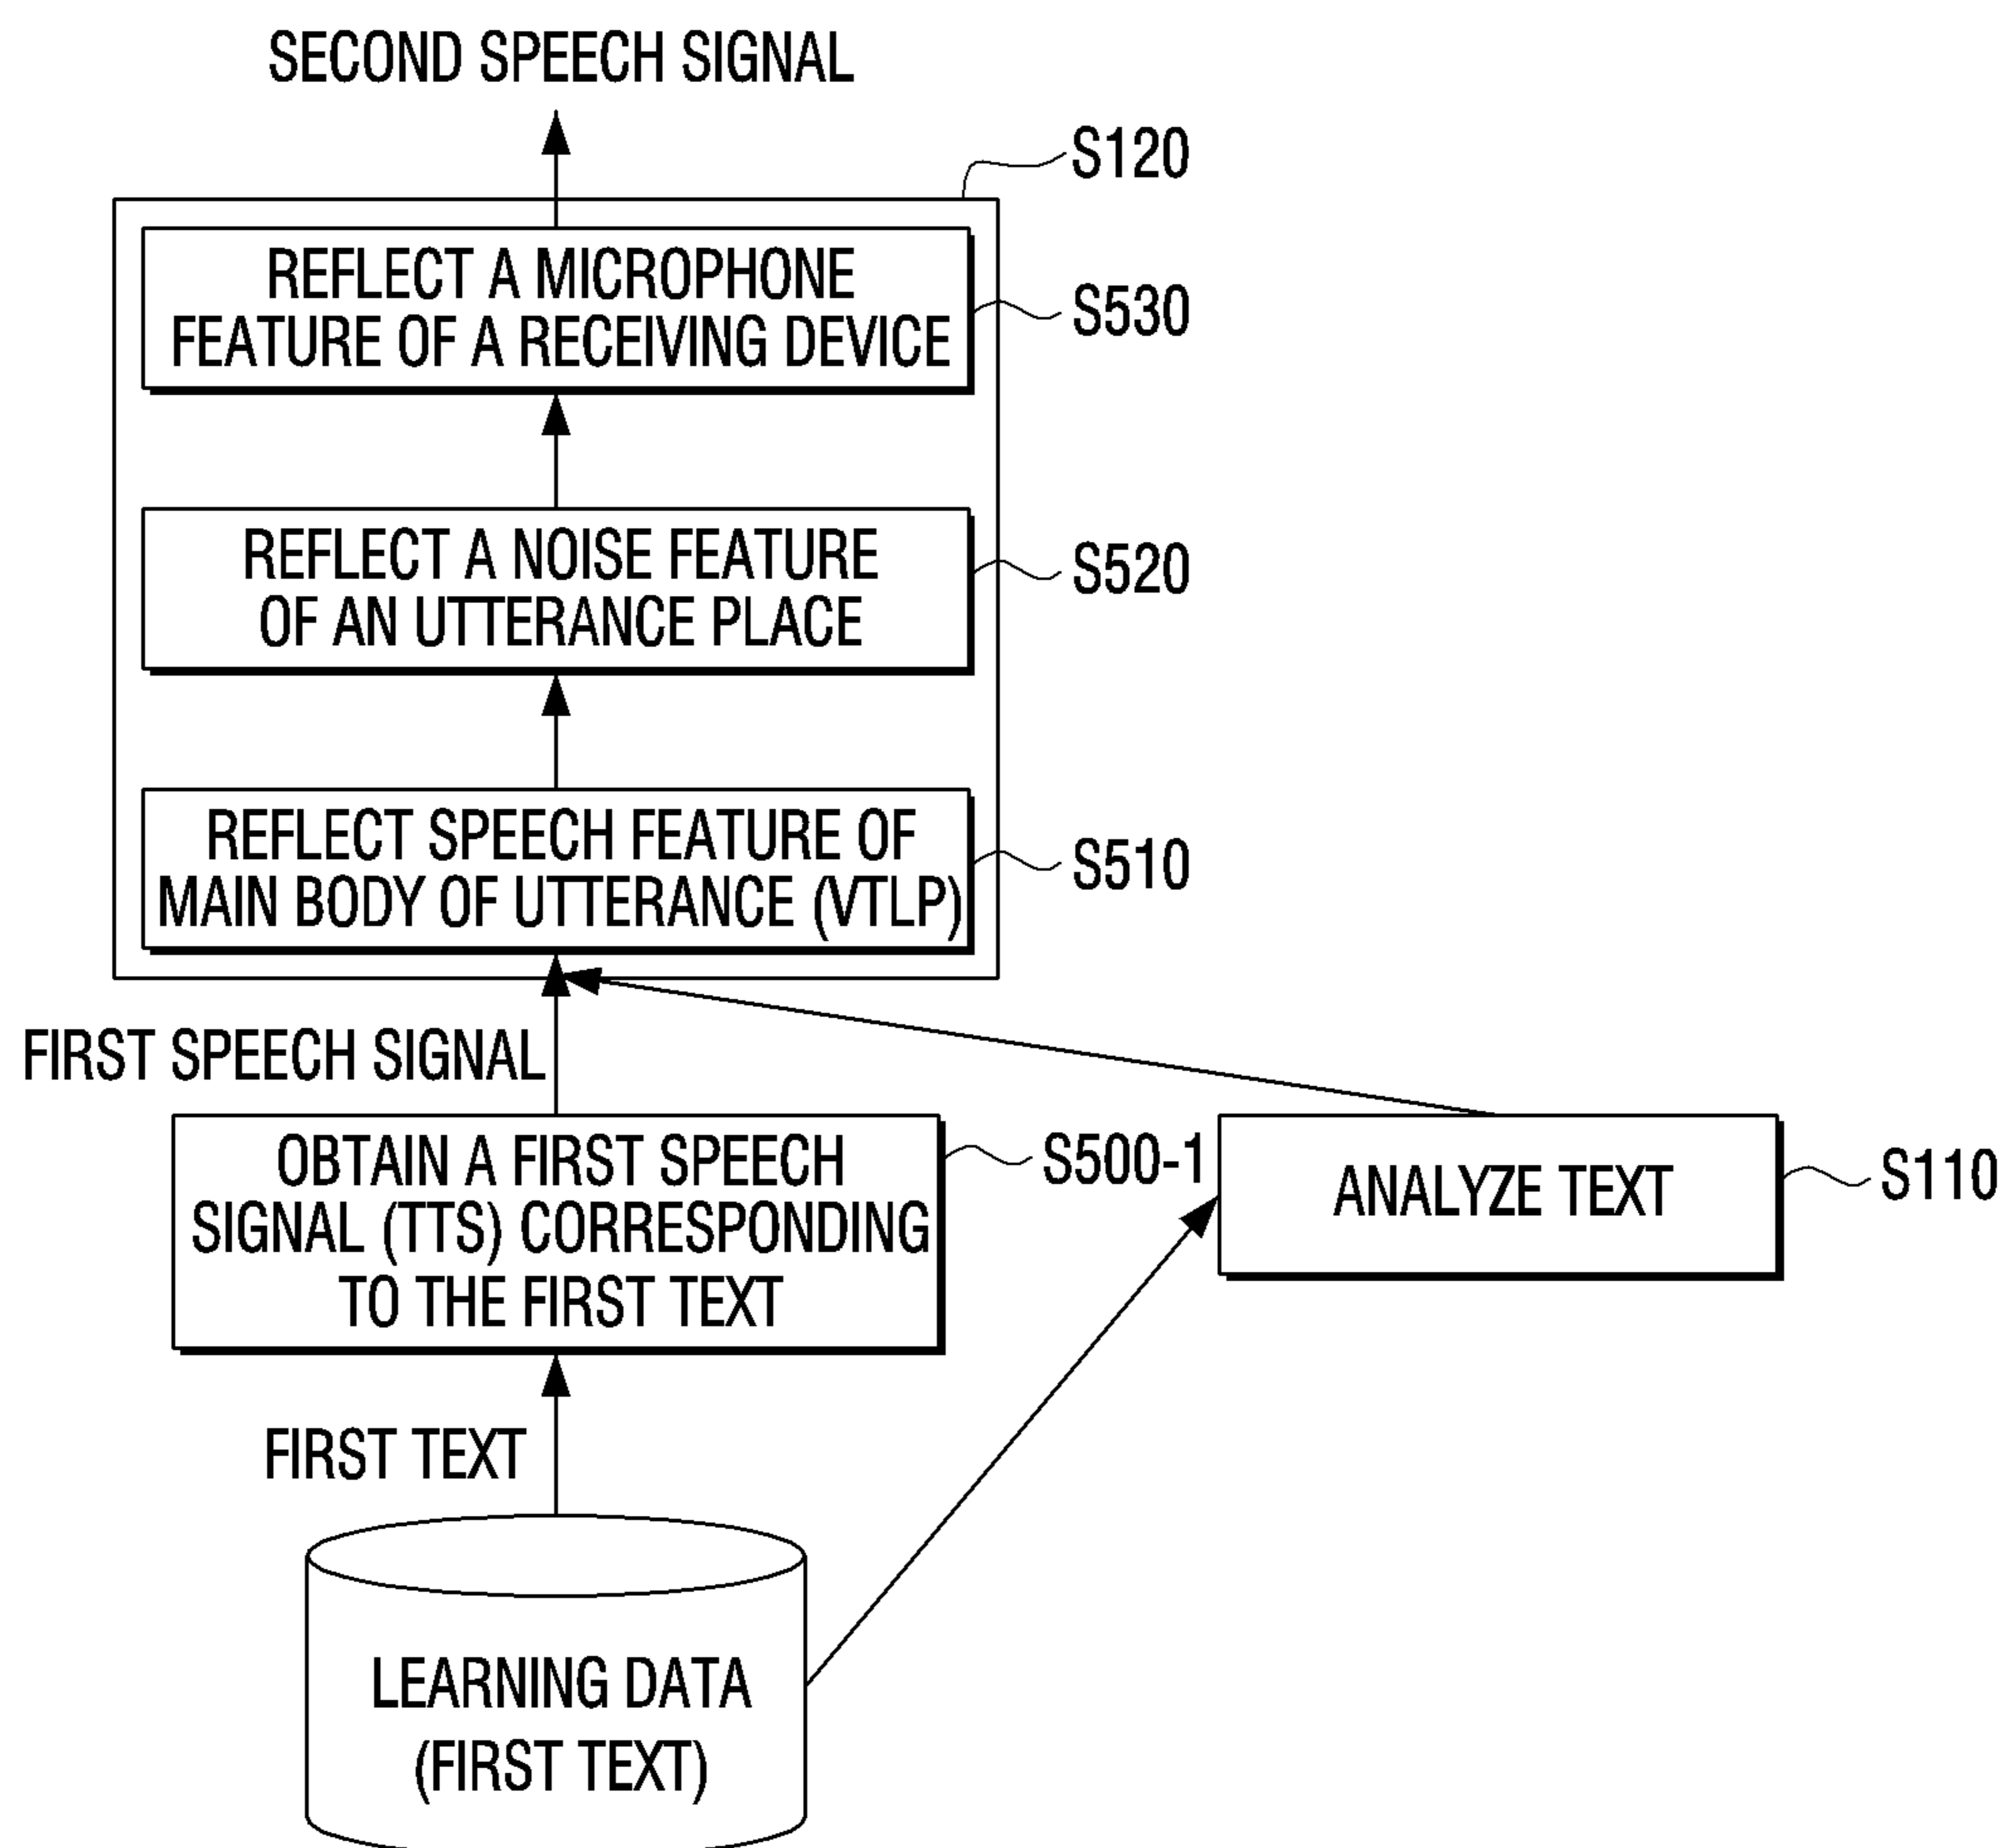 SECOND SPEECH SIGNAL
S120
REFLECT A MICROPHONE
FEATURE OF A RECEIVING DEVICE
S530
REFLECT A NOISE FEATURE
OF AN UTTERANCE PLACE
S520
REFLECT SPEECH FEATURE OF
MAIN BODY OF UTTERANCE (VTLP)
S510
FIRST SPEECH SIGNAL
OBTAIN A FIRST SPEECH
SIGNAL (TTS) CORRESPONDING
TO THE FIRST TEXT
S500-1
ANALYZE TEXT
S110
FIRST TEXT
LEARNING DATA
(FIRST TEXT)